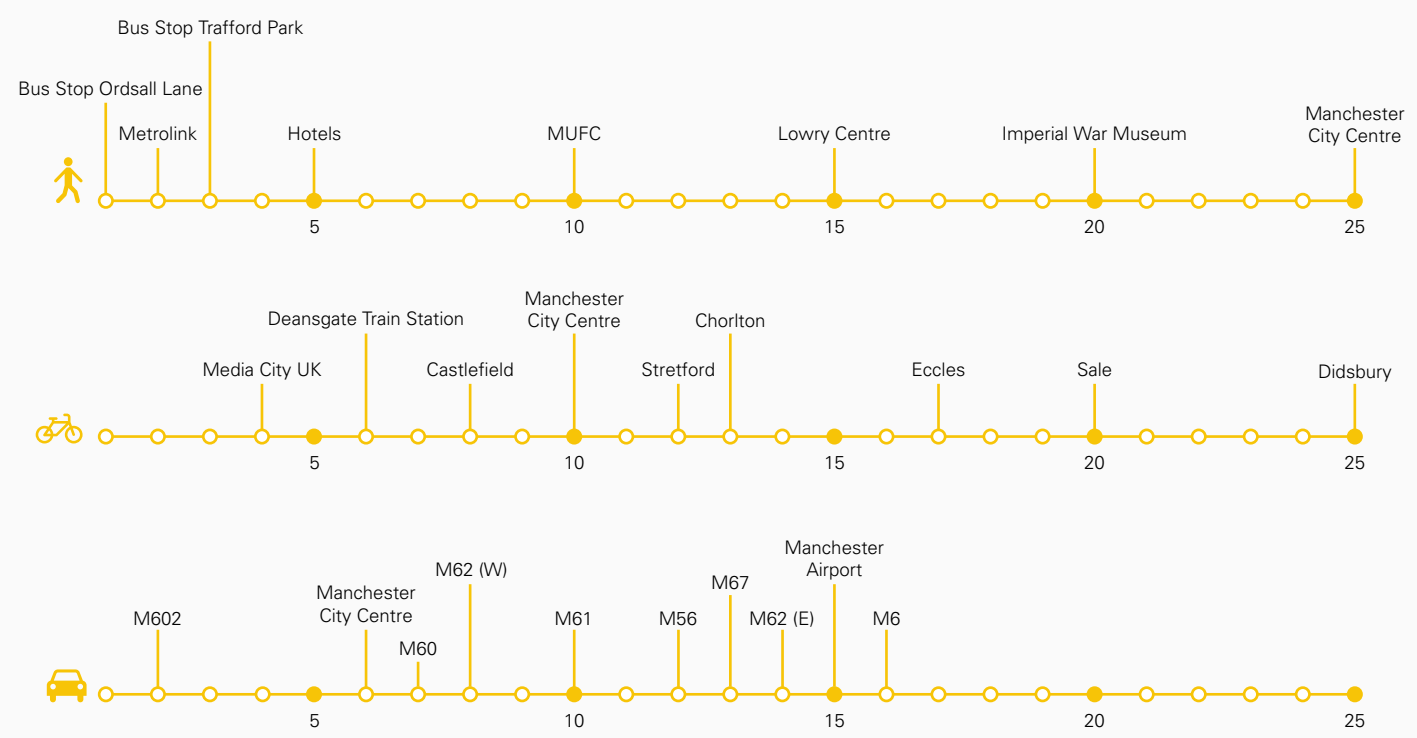 Bus Stop Trafford Park
Bus Stop Ordsall Lane
Metrolink
Hotels
MUFC
Lowry Centre
Imperial War Museum
Manchester
City Centre
5
10
15
20
25
Media City UK
Deansgate Train Station
Castlefield
Manchester
City Centre
Stretford
Chorlton
Eccles
Sale
Didsbury
5
10
15
20
25
M602
Manchester
City Centre
M60
M62 (W)
M61
M56
M67
M62 (E)
Manchester
Airport
M6
5
10
15
20
25